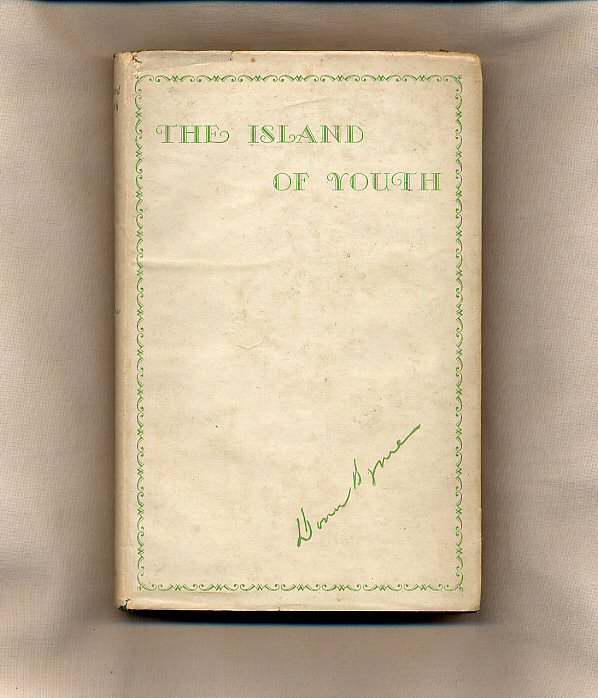 THE ISLAND
OF YOUTH
Donn Byrne